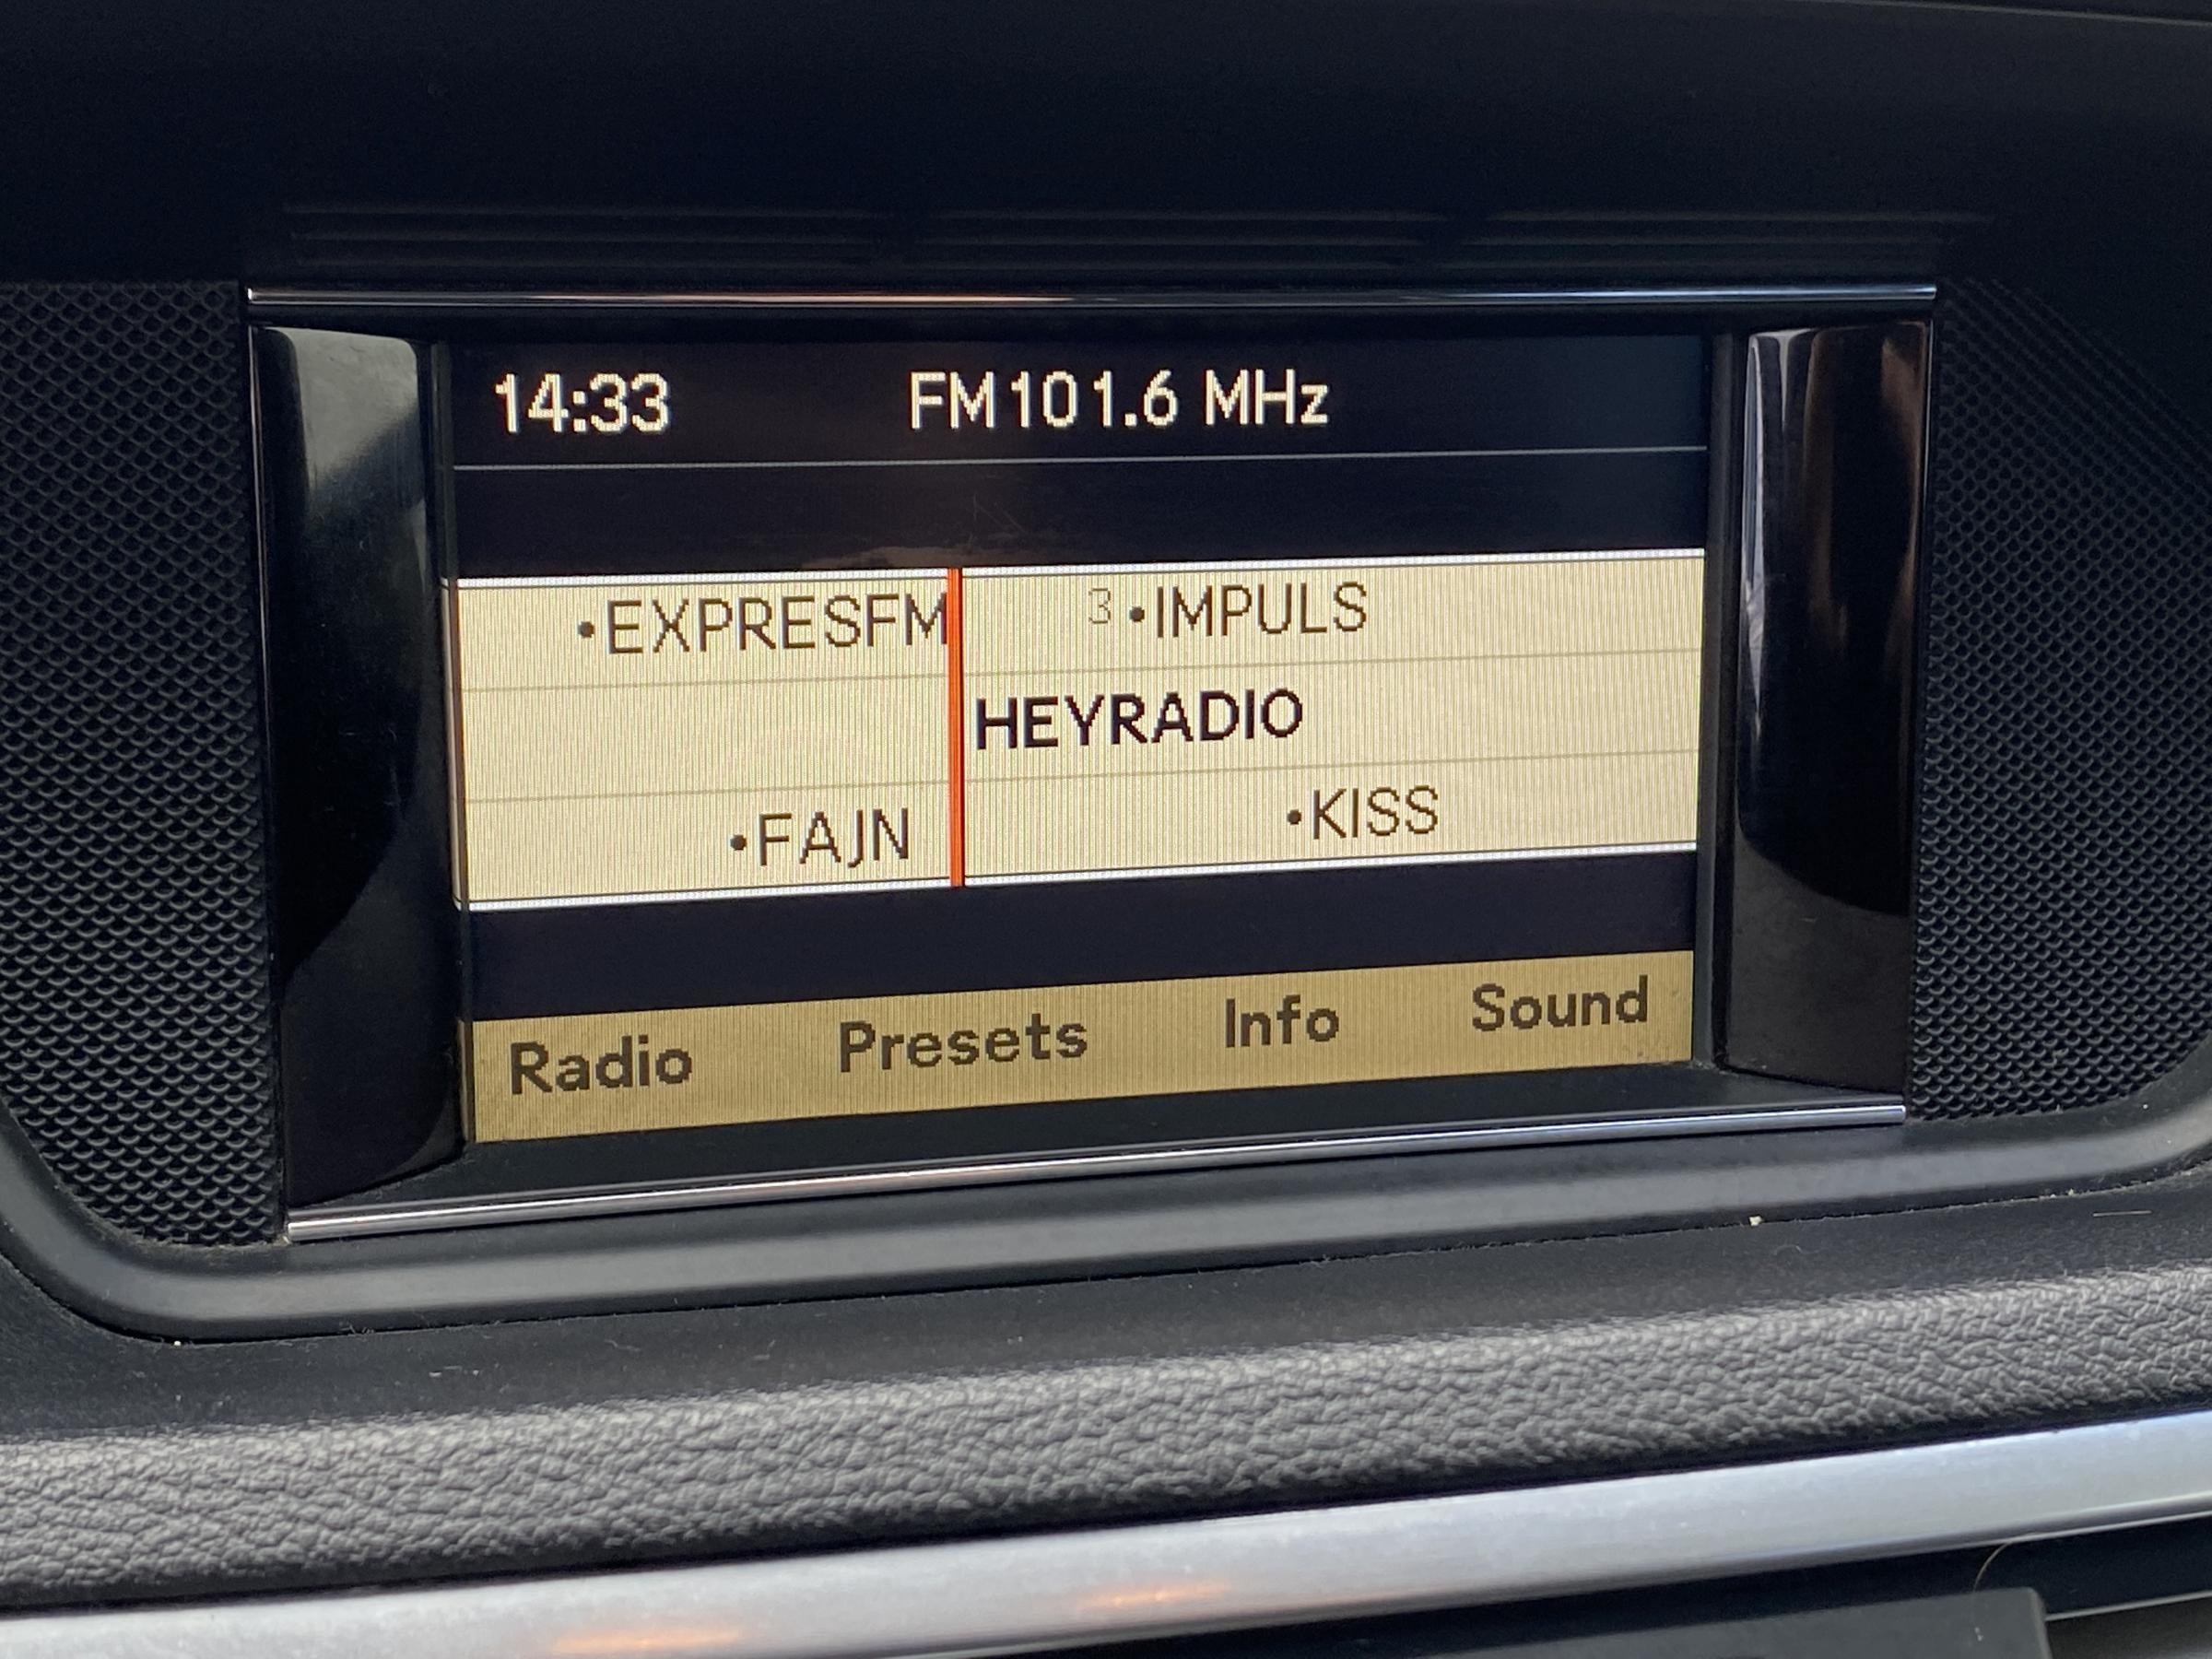 14:33 FM 101.6 MHz
•EXPRESFM 3 •IMPULS
HEYRADIO
•FAJN •KISS
Radio Presets Info Sound